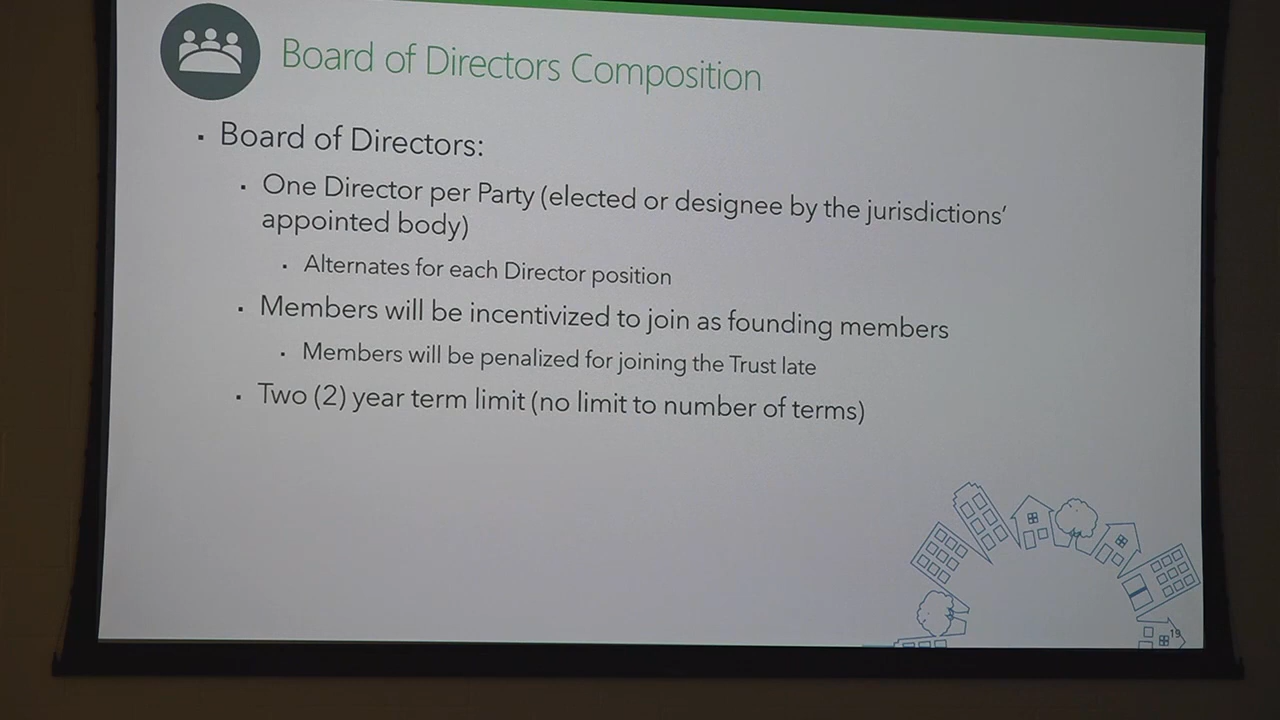 Board of Directors Composition
▪ Board of Directors:
▪ One Director per Party (elected or designee by the jurisdictions’
appointed body)
▪ Alternates for each Director position
▪ Members will be incentivized to join as founding members
▪ Members will be penalized for joining the Trust late
▪ Two (2) year term limit (no limit to number of terms)
19